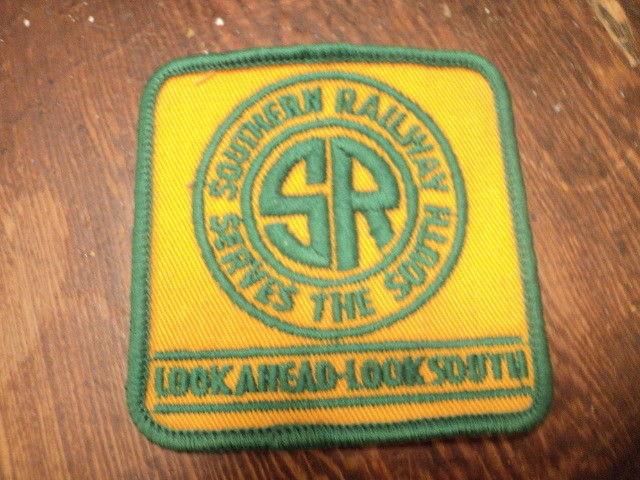 SOUTHERN RAILWAY
SERVES THE SOUTH
SR
LOOK AHEAD-LOOK SOUTH